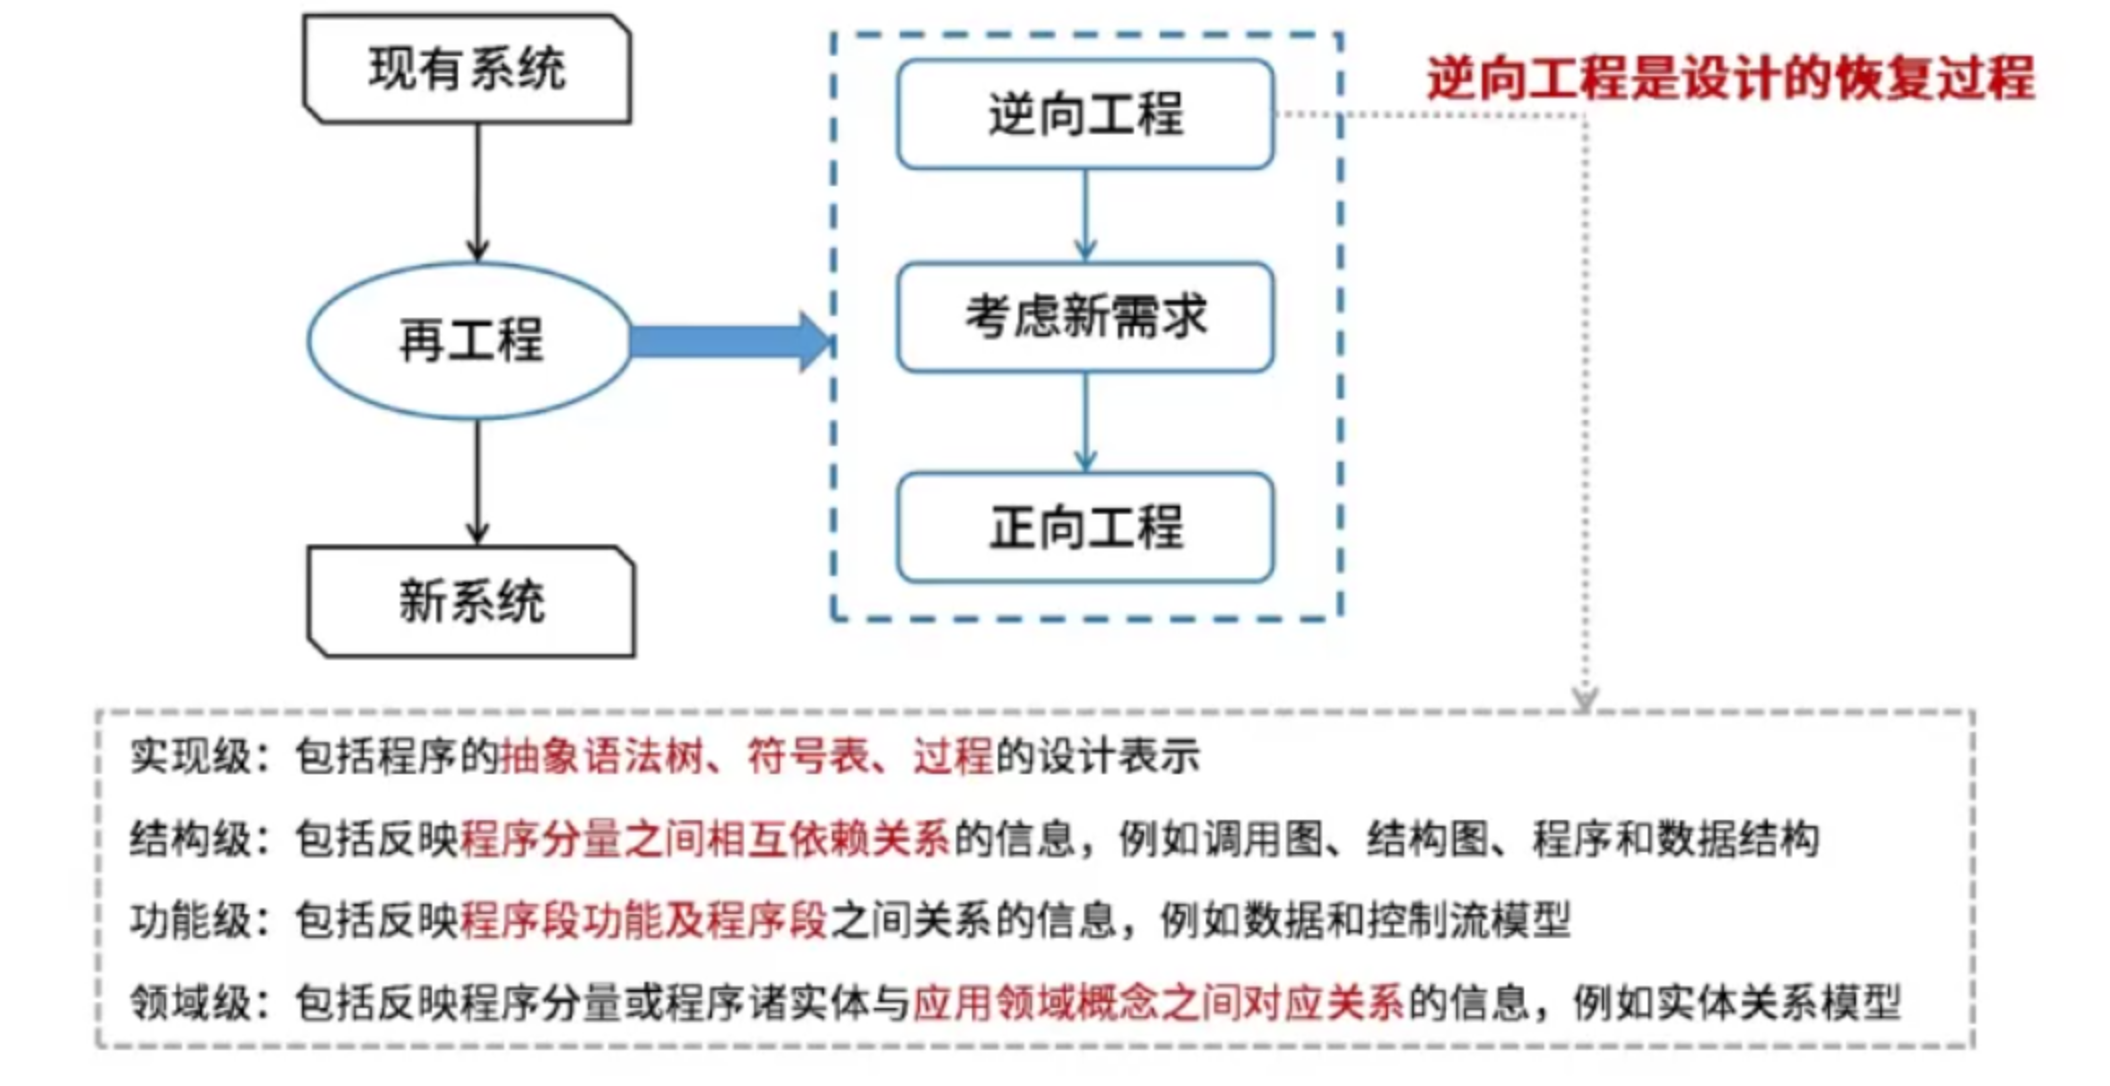 现有系统
再工程
新系统
逆向工程
考虑新需求
正向工程
逆向工程是设计的恢复过程
实现级：包括程序的抽象语法树、符号表、过程的设计表示
结构级：包括反映程序分量之间相互依赖关系的信息，例如调用图、结构图、程序和数据结构
功能级：包括反映程序段功能及程序段之间关系的信息，例如数据和控制流模型
领域级：包括反映程序分量或程序诸实体与应用领域概念之间对应关系的信息，例如实体关系模型